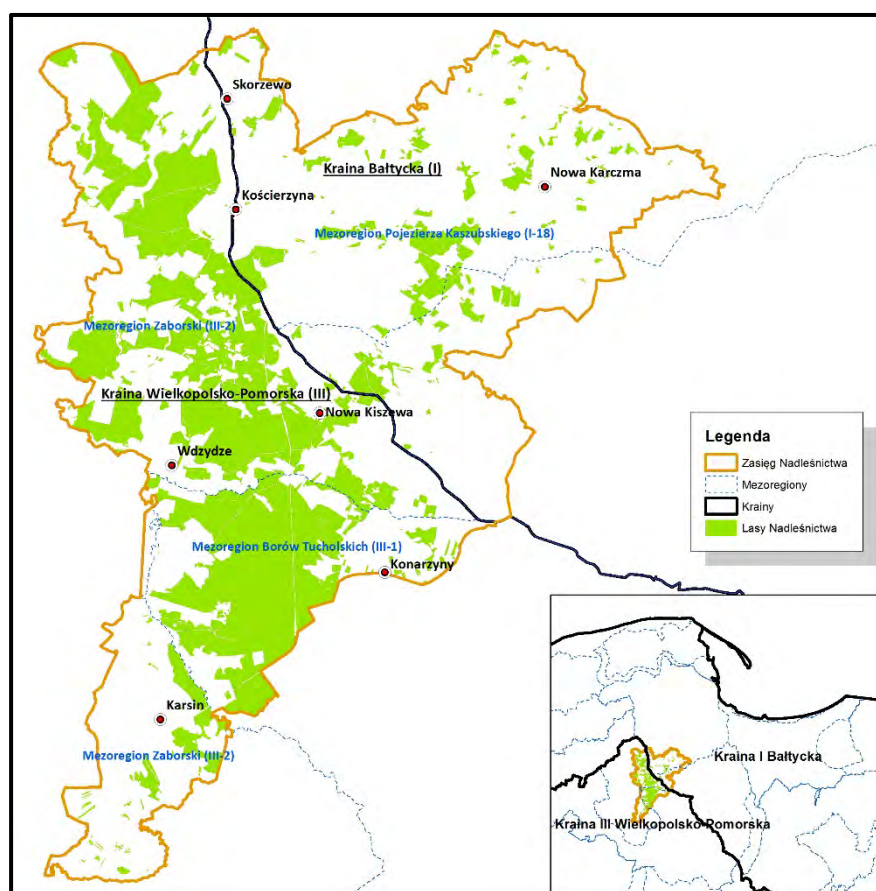 Skorzewo
Kraina Bałtycka (I)
Nowa Karczma
Kościerzyna
Mezoregion Pojezierza Kaszubskiego (I-18)
Mezoregion Zaborski (III-2)
Kraina Wielkopolsko-Pomorska (III)
Nowa Kiszewa
Wdzydze
Legenda
Zasięg Nadleśnictwa
Mezoregiony
Krainy
Lasy Nadleśnictwa
Mezoregion Borów Tucholskich (III-1)
Konarzyny
Karsin
Mezoregion Zaborski (III-2)
Kraina I Bałtycka
Kraina III Wielkopolsko-Pomorska